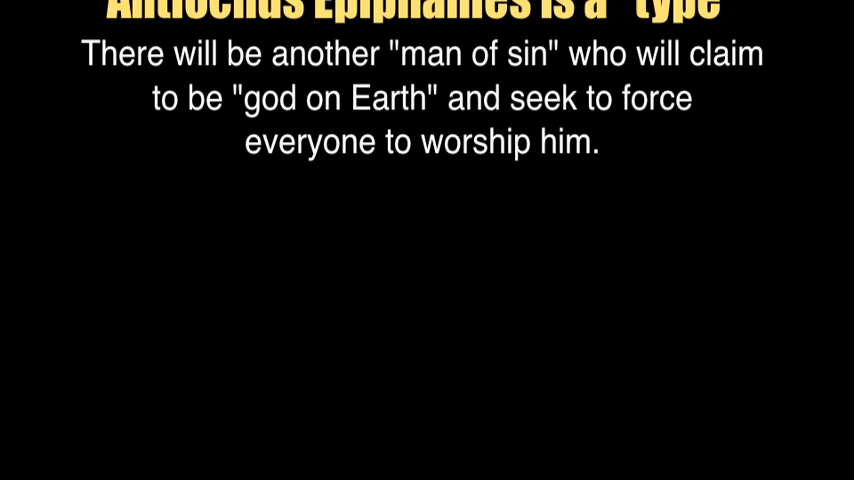 Antiochus Epiphanies is a "type"
There will be another "man of sin" who will claim
to be "god on Earth" and seek to force
everyone to worship him.